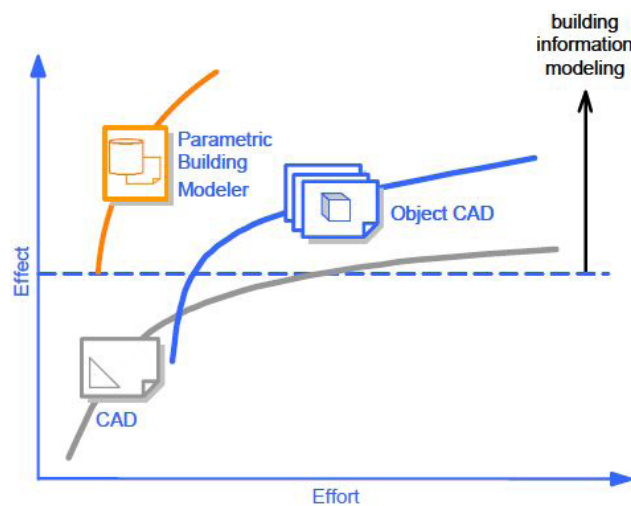 building
information
modeling
Parametric
Building
Modeler
Object CAD
Effect
CAD
Effort